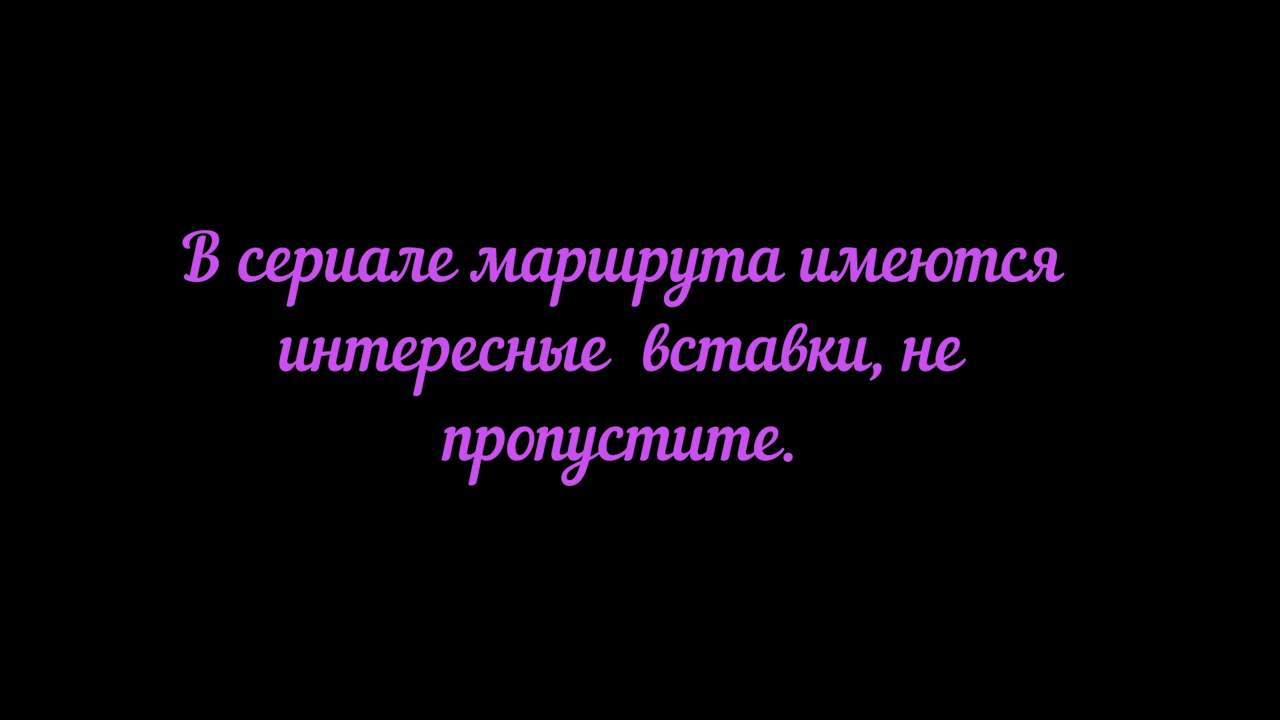 В сериале маршрута имеются
интересные  вставки, не
пропустите.